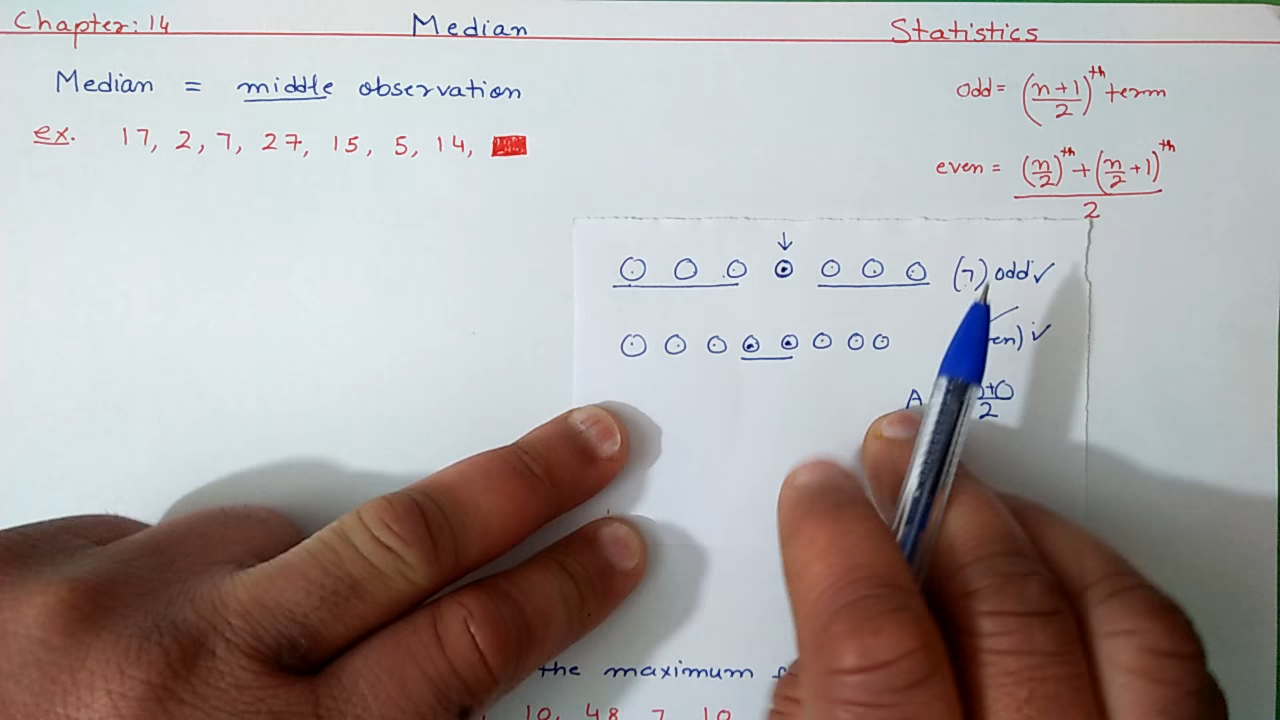 Chapter: 14 Median Statistics
Median = middle observation
ex. 17, 2, 7, 27, 15, 5, 14,
odd = (n+1/2)th term
even = (n/2)th + (n/2 + 1)th / 2
(7) odd ✓
✓
A
2
the maximum
10, 48, 7, 10